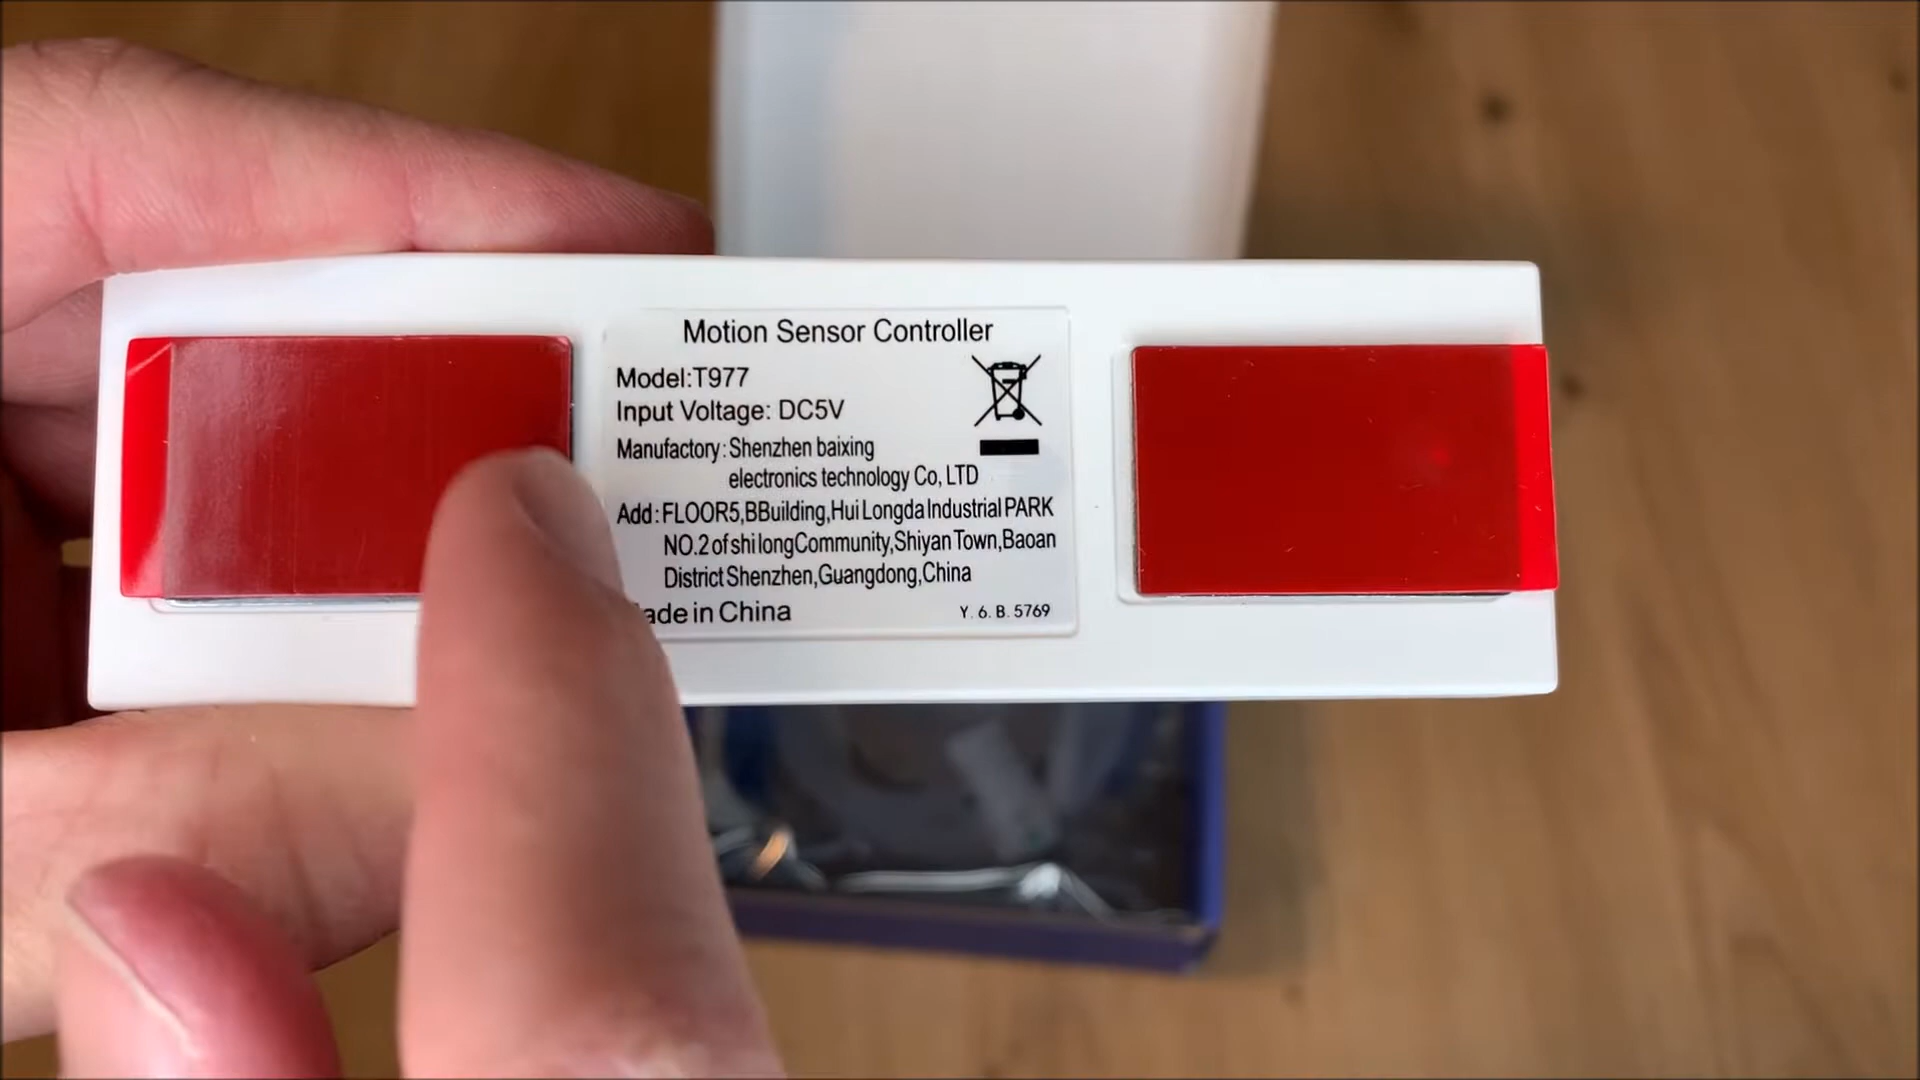 Motion Sensor Controller
Model:T977
Input Voltage: DC5V
Manufactory: Shenzhen baixing
electronics technology Co, LTD
Add: FLOOR5,BBuilding,Hui Longda Industrial PARK
NO.2 of shi longCommunity,Shiyan Town,Baoan
District Shenzhen,Guangdong,China
ade in China
Y. 6. B. 5769